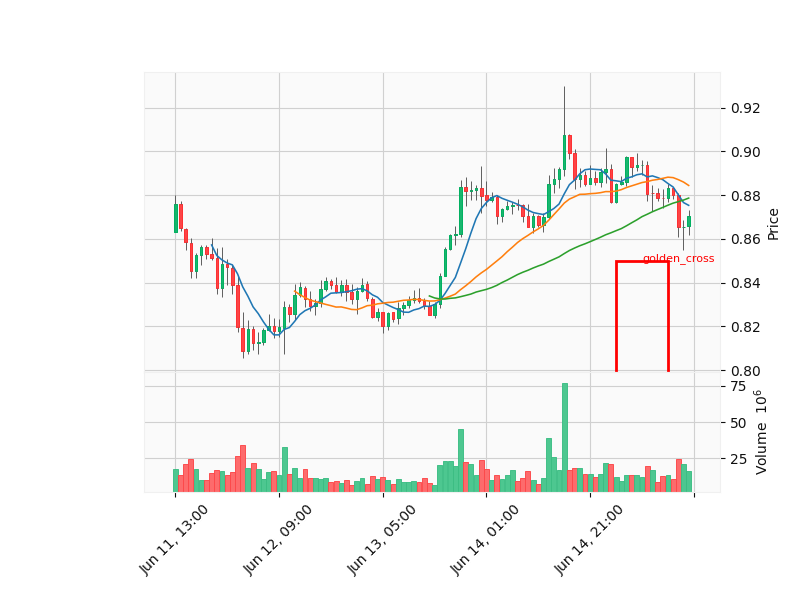 0.92
0.90
0.88
0.86
0.84
0.82
0.80
Price
golden_cross
75
50
25
Volume 10^6
Jun 11, 13:00
Jun 12, 09:00
Jun 13, 05:00
Jun 14, 01:00
Jun 14, 21:00